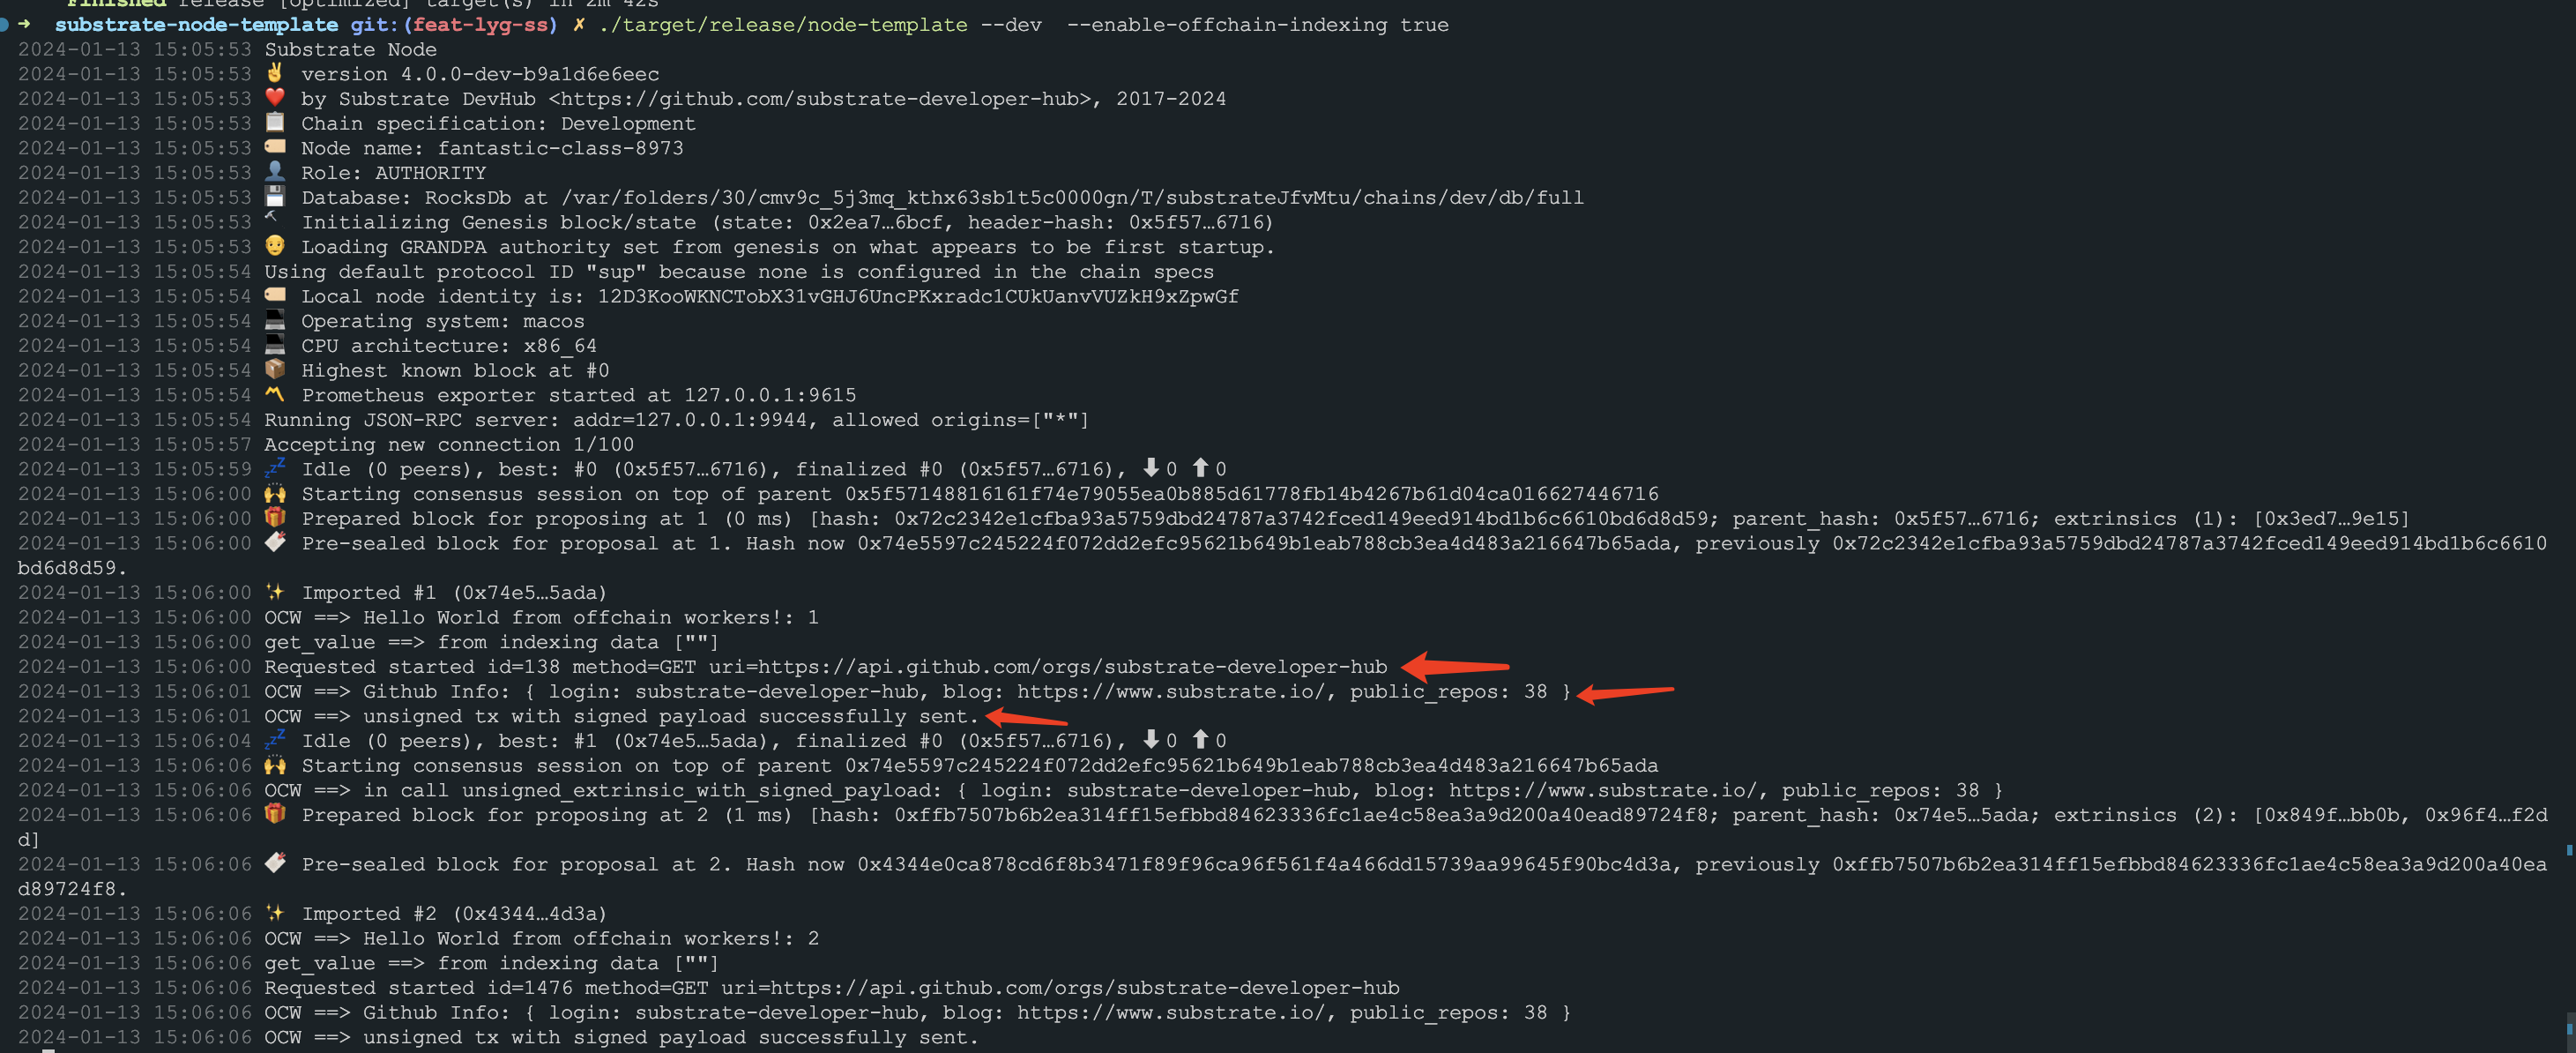 Finished release [optimized] target(s) in 2m 42s
➜ substrate-node-template git:(feat-lyg-ss) ✗ ./target/release/node-template --dev  --enable-offchain-indexing true
2024-01-13 15:05:53 Substrate Node
2024-01-13 15:05:53 ✌️ version 4.0.0-dev-b9a1d6e6eec
2024-01-13 15:05:53 ❤️ by Substrate DevHub <https://github.com/substrate-developer-hub>, 2017-2024
2024-01-13 15:05:53 📋 Chain specification: Development
2024-01-13 15:05:53 🏷 Node name: fantastic-class-8973
2024-01-13 15:05:53 👤 Role: AUTHORITY
2024-01-13 15:05:53 💾 Database: RocksDb at /var/folders/30/cmv9c_5j3mq_kthx63sb1t5c0000gn/T/substrateJfvMtu/chains/dev/db/full
2024-01-13 15:05:53 🔨 Initializing Genesis block/state (state: 0x2ea7…6bcf, header-hash: 0x5f57…6716)
2024-01-13 15:05:53 👴 Loading GRANDPA authority set from genesis on what appears to be first startup.
2024-01-13 15:05:54 Using default protocol ID "sup" because none is configured in the chain specs
2024-01-13 15:05:54 🏷 Local node identity is: 12D3KooWKNCTobX31vGHJ6UncPKxradc1CUkUanvVUZkH9xZpwGf
2024-01-13 15:05:54 💻 Operating system: macos
2024-01-13 15:05:54 💻 CPU architecture: x86_64
2024-01-13 15:05:54 📦 Highest known block at #0
2024-01-13 15:05:54 〽️ Prometheus exporter started at 127.0.0.1:9615
2024-01-13 15:05:54 Running JSON-RPC server: addr=127.0.0.1:9944, allowed origins=["*"]
2024-01-13 15:05:57 Accepting new connection 1/100
2024-01-13 15:05:59 💤 Idle (0 peers), best: #0 (0x5f57…6716), finalized #0 (0x5f57…6716), ⬇ 0 ⬆ 0
2024-01-13 15:06:00 🙌 Starting consensus session on top of parent 0x5f57148816161f74e79055ea0b885d61778fb14b4267b61d04ca016627446716
2024-01-13 15:06:00 🎁 Prepared block for proposing at 1 (0 ms) [hash: 0x72c2342e1cfba93a5759dbd24787a3742fced149eed914bd1b6c6610bd6d8d59; parent_hash: 0x5f57…6716; extrinsics (1): [0x3ed7…9e15]
2024-01-13 15:06:00 🔖 Pre-sealed block for proposal at 1. Hash now 0x74e5597c245224f072dd2efc95621b649b1eab788cb3ea4d483a216647b65ada, previously 0x72c2342e1cfba93a5759dbd24787a3742fced149eed914bd1b6c6610
bd6d8d59.
2024-01-13 15:06:00 ✨ Imported #1 (0x74e5…5ada)
2024-01-13 15:06:00 OCW ==> Hello World from offchain workers!: 1
2024-01-13 15:06:00 get_value ==> from indexing data [""]
2024-01-13 15:06:00 Requested started id=138 method=GET uri=https://api.github.com/orgs/substrate-developer-hub
2024-01-13 15:06:01 OCW ==> Github Info: { login: substrate-developer-hub, blog: https://www.substrate.io/, public_repos: 38 }
2024-01-13 15:06:01 OCW ==> unsigned tx with signed payload successfully sent.
2024-01-13 15:06:04 💤 Idle (0 peers), best: #1 (0x74e5…5ada), finalized #0 (0x5f57…6716), ⬇ 0 ⬆ 0
2024-01-13 15:06:06 🙌 Starting consensus session on top of parent 0x74e5597c245224f072dd2efc95621b649b1eab788cb3ea4d483a216647b65ada
2024-01-13 15:06:06 OCW ==> in call unsigned_extrinsic_with_signed_payload: { login: substrate-developer-hub, blog: https://www.substrate.io/, public_repos: 38 }
2024-01-13 15:06:06 🎁 Prepared block for proposing at 2 (1 ms) [hash: 0xffb7507b6b2ea314ff15efbbd84623336fc1ae4c58ea3a9d200a40ead89724f8; parent_hash: 0x74e5…5ada; extrinsics (2): [0x849f…bb0b, 0x96f4…f2d
d]
2024-01-13 15:06:06 🔖 Pre-sealed block for proposal at 2. Hash now 0x4344e0ca878cd6f8b3471f89f96ca96f561f4a466dd15739aa99645f90bc4d3a, previously 0xffb7507b6b2ea314ff15efbbd84623336fc1ae4c58ea3a9d200a40ea
d89724f8.
2024-01-13 15:06:06 ✨ Imported #2 (0x4344…4d3a)
2024-01-13 15:06:06 OCW ==> Hello World from offchain workers!: 2
2024-01-13 15:06:06 get_value ==> from indexing data [""]
2024-01-13 15:06:06 Requested started id=1476 method=GET uri=https://api.github.com/orgs/substrate-developer-hub
2024-01-13 15:06:06 OCW ==> Github Info: { login: substrate-developer-hub, blog: https://www.substrate.io/, public_repos: 38 }
2024-01-13 15:06:06 OCW ==> unsigned tx with signed payload successfully sent.